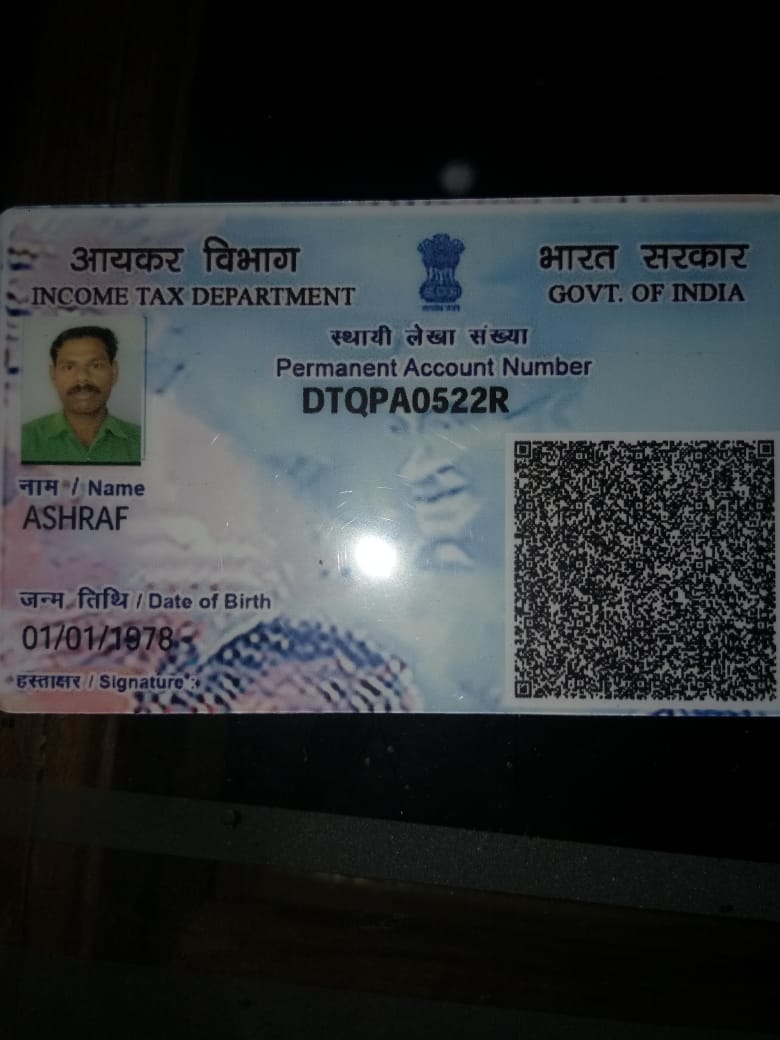 आयकर विभाग
INCOME TAX DEPARTMENT
भारत सरकार
GOVT. OF INDIA
स्थायी लेखा संख्या
Permanent Account Number
DTQPA0522R
नाम / Name
ASHRAF
जन्म तिथि / Date of Birth
01/01/1978
हस्ताक्षर / Signature